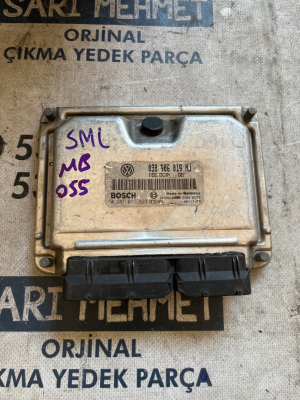 SARI MEHMET
ORJİNAL
ÇIKMA YEDEK PARÇA
SML
MB
055
038 906 019 NJ
BOSCH
SARI MEHMET
ORJİNAL
ÇIKMA YEDEK PARÇA